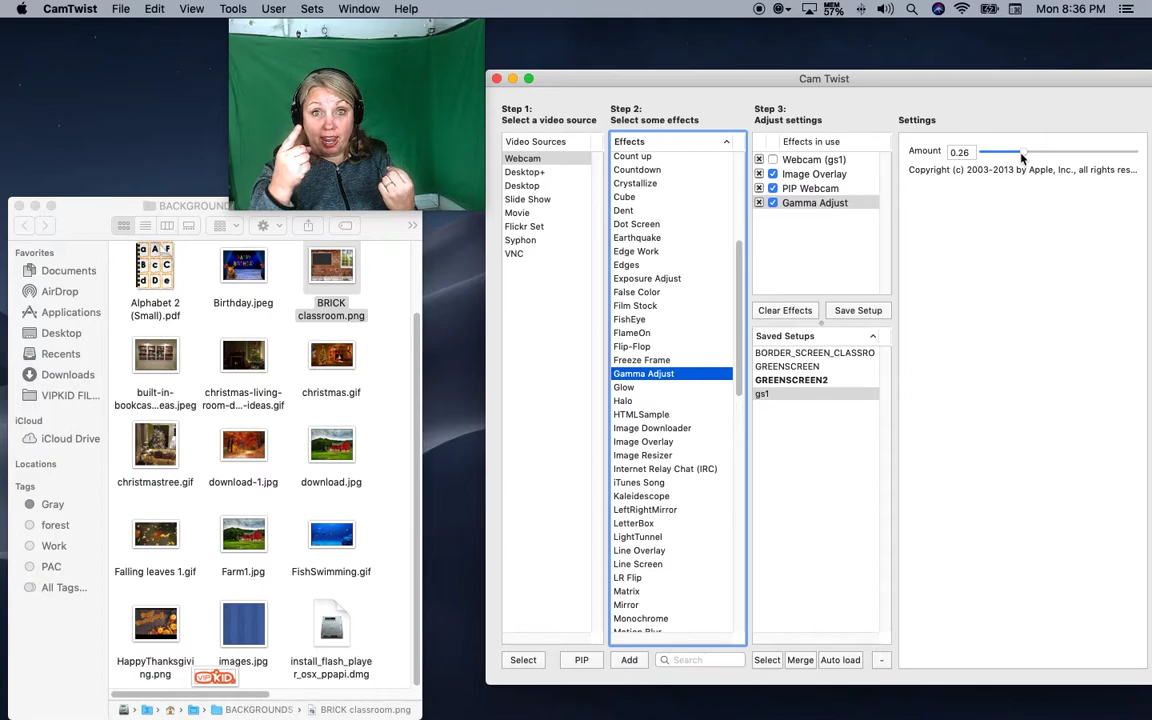 CamTwist File Edit View Tools User Sets Window Help
MEM 57% Mon 8:36 PM
Cam Twist
Step 1:
Select a video source
Video Sources
Webcam
Desktop+
Desktop
Slide Show
Movie
Flickr Set
Syphon
VNC
Select
PIP
Step 2:
Select some effects
Effects
Count up
Countdown
Crystallize
Cube
Dent
Dot Screen
Earthquake
Edge Work
Edges
Exposure Adjust
False Color
Film Stock
FishEye
FlameOn
Flip-Flop
Freeze Frame
Gamma Adjust
Glow
Halo
HTMLSample
Image Downloader
Image Overlay
Image Resizer
Internet Relay Chat (IRC)
iTunes Song
Kaleidescope
LeftRightMirror
LetterBox
LightTunnel
Line Overlay
Line Screen
LR Flip
Matrix
Mirror
Monochrome
Motion Blur
Add
Search
Step 3:
Adjust settings
Effects in use
Webcam (gs1)
Image Overlay
PIP Webcam
Gamma Adjust
Clear Effects
Save Setup
Saved Setups
BORDER_SCREEN_CLASSRO
GREENSCREEN
GREENSCREEN2
gs1
Select
Merge
Auto load
-
Settings
Amount 0.26
Copyright (c) 2003-2013 by Apple, Inc., all rights res...
BACKGROUND
Favorites
Documents
AirDrop
Applications
Desktop
Recents
Downloads
VIPKID FIL...
iCloud
iCloud Drive
Locations
Tags
Gray
forest
Work
PAC
All Tags...
Alphabet 2
(Small).pdf
Birthday.jpeg
BRICK
classroom.png
built-in-
bookcas...eas.jpeg
christmas-living-
room-d...-ideas.gif
christmas.gif
christmastree.gif
download-1.jpg
download.jpg
Falling leaves 1.gif
Farm1.jpg
FishSwimming.gif
HappyThanksgivi
ng.png
images.jpg
install_flash_playe
r_osx_ppapi.dmg
VIPKID
BACKGROUNDS
BRICK classroom.png